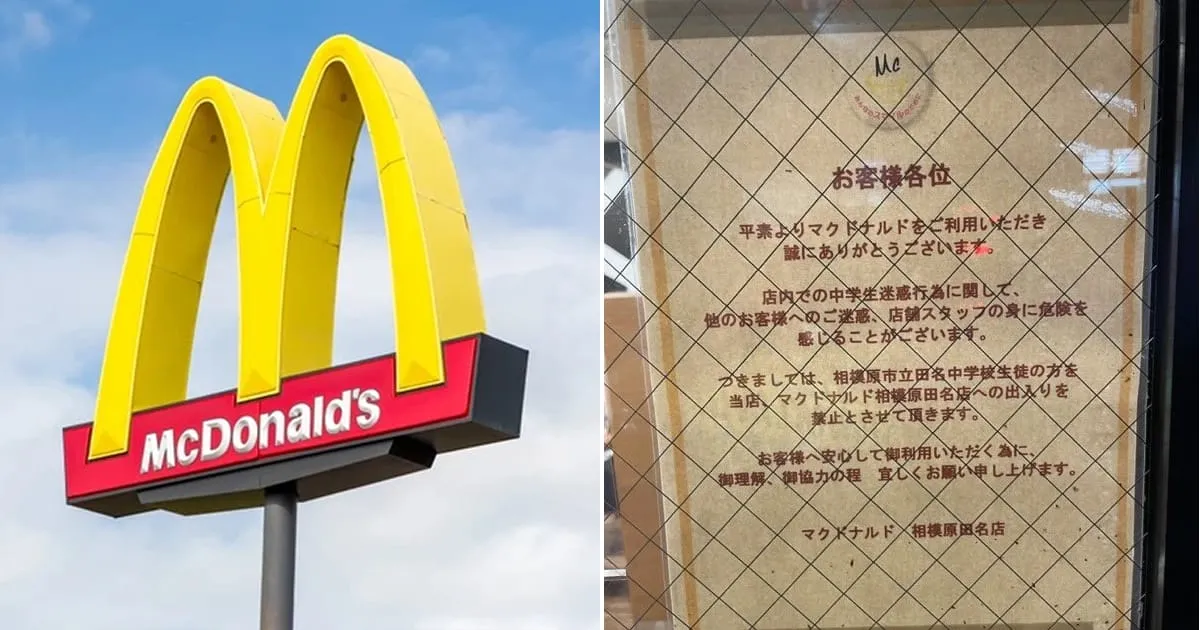 McDonald's
Mc
お客様各位
平素よりマクドナルドをご利用いただき
誠にありがとうございます。
店内での中学生迷惑行為に関して、
他のお客様へのご迷惑、店舗スタッフの身に危険を
感じることがございます。
つきましては、相模原市立田名中学校生徒の方を
当店、マクドナルド相模原田名店への出入りを
禁止とさせて頂きます。
お客様へ安心して御利用いただく為に、
御理解、御協力の程　宜しくお願い申し上げます。
マクドナルド　相模原田名店